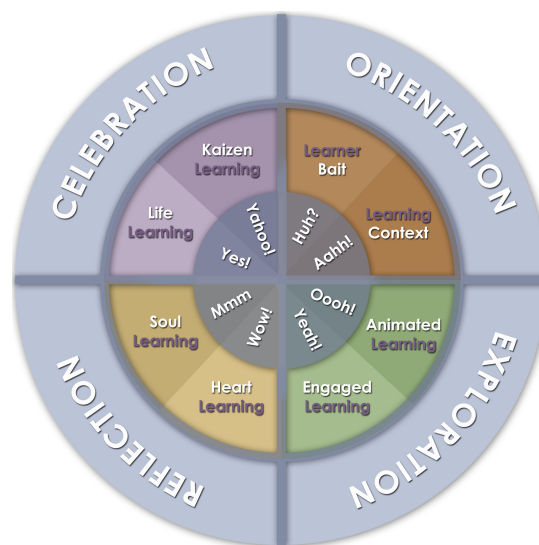 CELEBRATION
ORIENTATION
Kaizen
Learning
Learner
Bait
Life
Learning
Learning
Context
Yahoo!
Huh?
Yes!
Aahh!
Mmm
Oooh!
Wow!
Yeah!
Soul
Learning
Animated
Learning
Heart
Learning
Engaged
Learning
REFLECTION
EXPLORATION